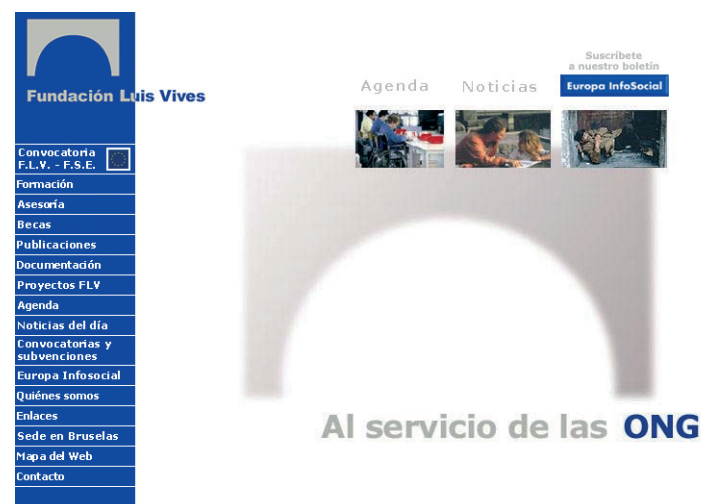 Fundación Luis Vives
Convocatoria
F.L.V. - F.S.E.
Formación
Asesoría
Becas
Publicaciones
Documentación
Proyectos FLV
Agenda
Noticias del día
Convocatorias y
subvenciones
Europa Infosocial
Quiénes somos
Enlaces
Sede en Bruselas
Mapa del Web
Contacto
Agenda
Noticias
Suscríbete
a nuestro boletín
Europa InfoSocial
Al servicio de las ONG